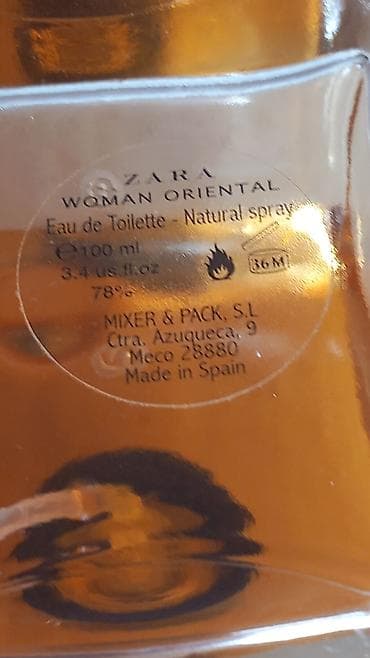 ZARA
WOMAN ORIENTAL
Eau de Toilette - Natural spray
℮100 ml
3.4 us.fl.oz
36M
78%
MIXER & PACK, S.L
Ctra. Azuqueca, 9
Meco 28880
Made in Spain